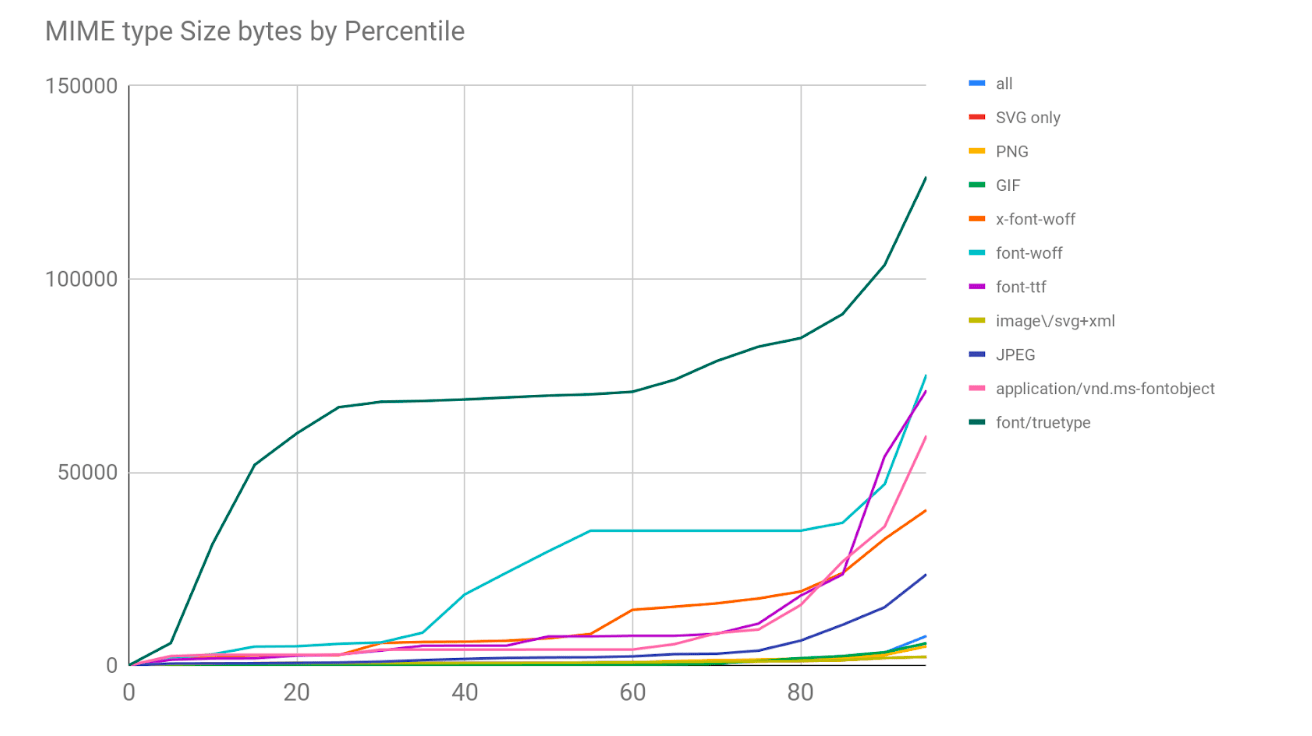 MIME type Size bytes by Percentile
150000
100000
50000
0
0 20 40 60 80
all
SVG only
PNG
GIF
x-font-woff
font-woff
font-ttf
image\/svg+xml
JPEG
application/vnd.ms-fontobject
font/truetype